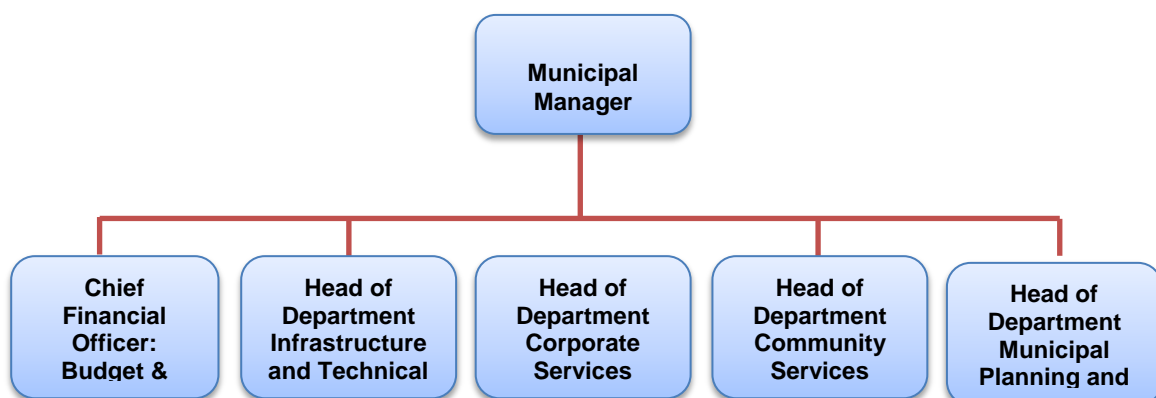 Municipal
Manager
Chief
Financial
Officer:
Budget &
Head of
Department
Infrastructure
and Technical
Head of
Department
Corporate
Services
Head of
Department
Community
Services
Head of
Department
Municipal
Planning and